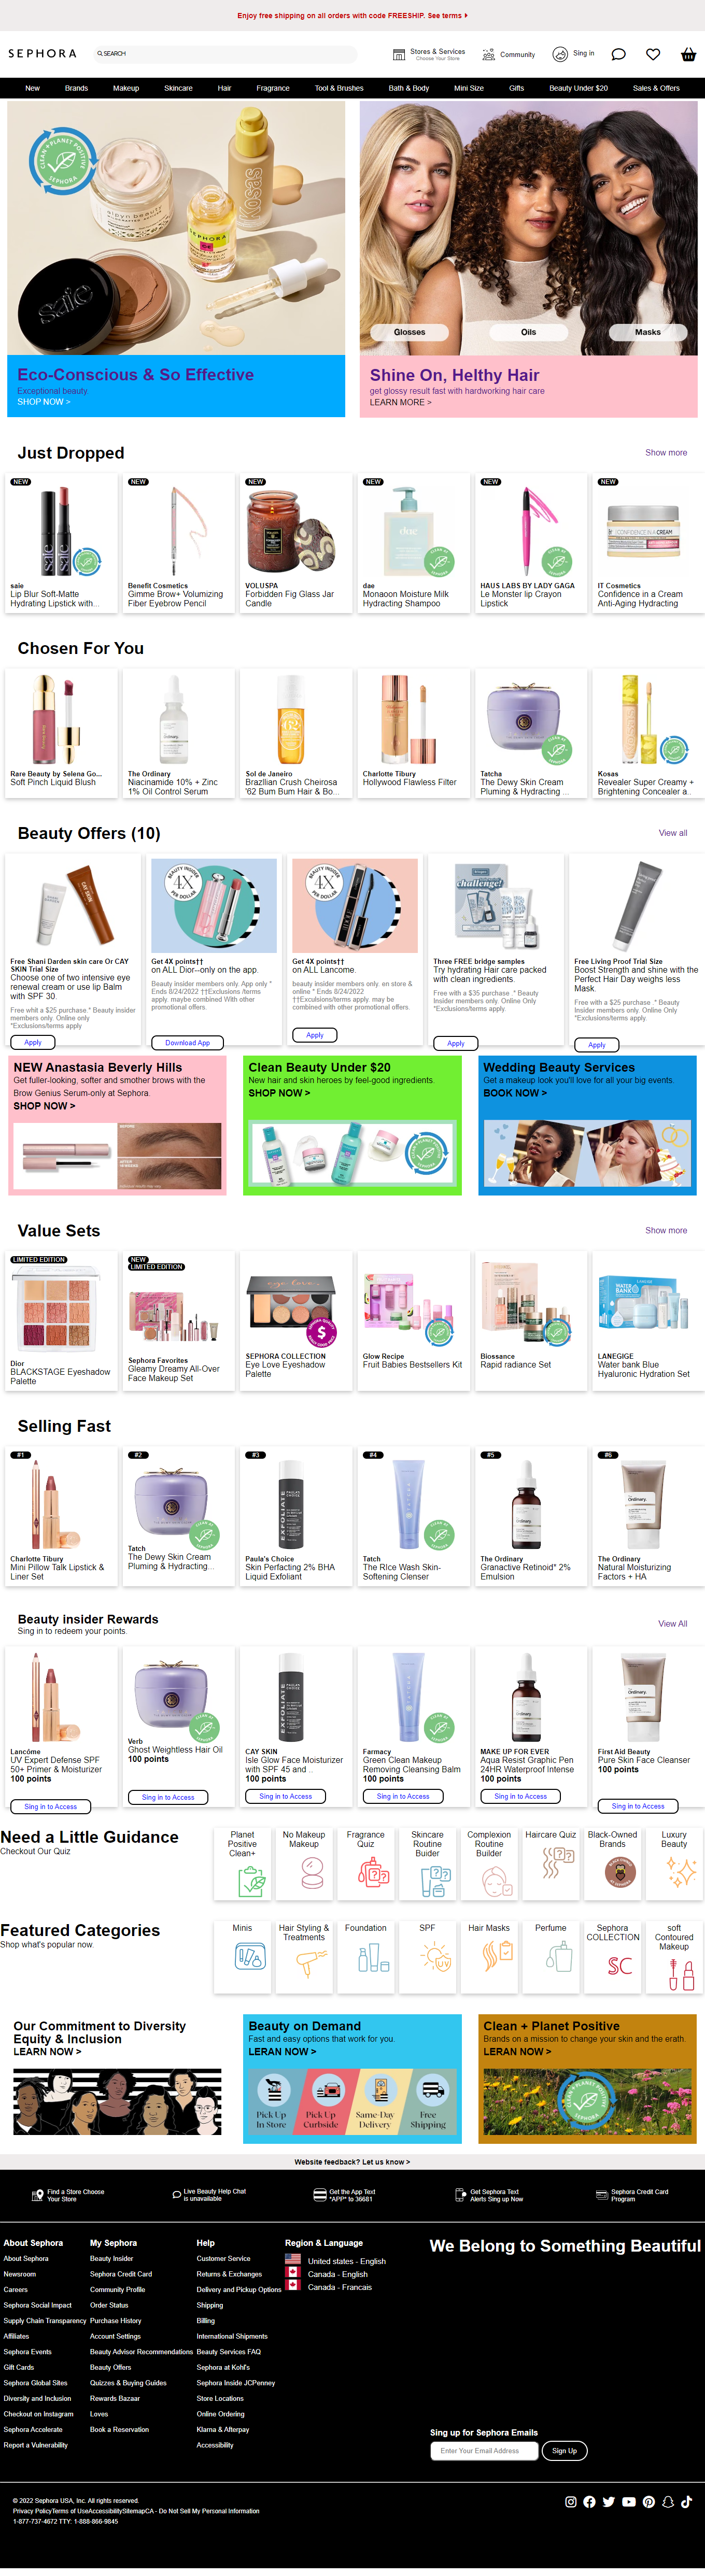 Enjoy free shipping on all orders with code FREESHIP. See terms
SEPHORA
SEARCH
Stores & Services
Choose Your Store
Community
Sing in
New Brands Makeup Skincare Hair Fragrance Tool & Brushes Bath & Body Mini Size Gifts Beauty Under $20 Sales & Offers
CLEAN + PLANET POSITIVE
SEPHORA
Kosas
saie
Glosses Oils Masks
Eco-Conscious & So Effective
Exceptional beauty.
SHOP NOW >
Shine On, Helthy Hair
get glossy result fast with hardworking hair care
LEARN MORE >
Just Dropped
Show more
NEW
saie
Lip Blur Soft-Matte
Hydrating Lipstick with...
NEW
Benefit Cosmetics
Gimme Brow+ Volumizing
Fiber Eyebrow Pencil
NEW
VOLUSPA
Forbidden Fig Glass Jar
Candle
NEW
dae
Monaoon Moisture Milk
Hydracting Shampoo
NEW
HAUS LABS BY LADY GAGA
Le Monster lip Crayon
Lipstick
NEW
IT Cosmetics
Confidence in a Cream
Anti-Aging Hydracting
Chosen For You
Rare Beauty by Selena Go...
Soft Pinch Liquid Blush
The Ordinary
Niacinamide 10% + Zinc
1% Oil Control Serum
Sol de Janeiro
Brazllian Crush Cheirosa
'62 Bum Bum Hair & Bo...
Charlotte Tibury
Hollywood Flawless Filter
Tatcha
The Dewy Skin Cream
Pluming & Hydracting ...
Kosas
Revealer Super Creamy +
Brightening Concealer a..
Beauty Offers (10)
View all
Free Shani Darden skin care Or CAY
SKIN Trial Size
Choose one of two intensive eye
renewal cream or use lip Balm
with SPF 30.
Free whit a $25 purchase.* Beauty insider
members only. Online only
*Exclusions/terms apply
Apply
BEAUTY INSIDER
4X
PER DOLLAR
Get 4X points††
on ALL Dior--only on the app.
Beauty insider members only. App only *
Ends 8/24/2022 ††Exclusions /terms
apply. maybe combined With other
promotional offers.
Download App
BEAUTY INSIDER
4X
PER DOLLAR
Get 4X points††
on ALL Lancome.
beauty insider members only. en store &
online * Ends 8/24/2022
††Exculsions/terms apply. may be
combined with other promotional offers.
Apply
challenge!
Three FREE bridge samples
Try hydrating Hair care packed
with clean ingredients.
Free with a $35 purchase .* Beauty
Insider members only. Online Only
*Exclusions/terms apply.
Apply
Free Living Proof Trial Size
Boost Strength and shine with the
Perfect Hair Day weighs less
Mask.
Free with a $25 purchase .* Beauty
Insider members only. Online Only
*Exclusions/terms apply.
Apply
NEW Anastasia Beverly Hills
Get fuller-looking, softer and smother brows with the
Brow Genius Serum-only at Sephora.
SHOP NOW >
Clean Beauty Under $20
New hair and skin heroes by feel-good ingredients.
SHOP NOW >
Wedding Beauty Services
Get a makeup look you'll love for all your big events.
BOOK NOW >
Value Sets
Show more
LIMITED EDITION
Dior
BLACKSTAGE Eyeshadow
Palette
NEW
LIMITED EDITION
Sephora Favorites
Gleamy Dreamy All-Over
Face Makeup Set
SEPHORA COLLECTION
Eye Love Eyeshadow
Palette
Glow Recipe
Fruit Babies Bestsellers Kit
Biossance
Rapid radiance Set
WATER BANK
LANEGIGE
Water bank Blue
Hyaluronic Hydration Set
Selling Fast
#1
Charlotte Tibury
Mini Pillow Talk Lipstick &
Liner Set
#2
Tatch
The Dewy Skin Cream
Pluming & Hydracting...
#3
EXFOLIATE
Paula's Choice
Skin Perfacting 2% BHA
Liquid Exfoliant
#4
Tatch
The RIce Wash Skin-
Softening Clenser
#5
The Ordinary
Granactive Retinoid* 2%
Emulsion
#6
The Ordinary
Natural Moisturizing
Factors + HA
Beauty insider Rewards
Sing in to redeem your points.
View All
Lancôme
UV Expert Defense SPF
50+ Primer & Moisturizer
100 points
Sing in to Access
Verb
Ghost Weightless Hair Oil
100 points
Sing in to Access
EXFOLIATE
CAY SKIN
Isle Glow Face Moisturizer
with SPF 45 and ..
100 points
Sing in to Access
Farmacy
Green Clean Makeup
Removing Cleansing Balm
100 points
Sing in to Access
MAKE UP FOR EVER
Aqua Resist Graphic Pen
24HR Waterproof Intense
100 points
Sing in to Access
First Aid Beauty
Pure Skin Face Cleanser
100 points
Sing in to Access
Need a Little Guidance
Checkout Our Quiz
Planet
Positive
Clean+
No Makeup
Makeup
Fragrance
Quiz
Skincare
Routine
Buider
Complexion
Routine
Builder
Haircare Quiz
Black-Owned
Brands
Luxury
Beauty
Featured Categories
Shop what's popular now.
Minis
Hair Styling &
Treatments
Foundation
SPF
UV
Hair Masks
Perfume
Sephora
COLLECTION
SC
soft
Contoured
Makeup
Our Commitment to Diversity
Equity & Inclusion
LEARN NOW >
Beauty on Demand
Fast and easy options that work for you.
LERAN NOW >
Pick Up
In Store
Pick Up
Curbside
Same-Day
Delivery
Free
Shipping
Clean + Planet Positive
Brands on a mission to change your skin and the erath.
LERAN NOW >
CLEAN + PLANET POSITIVE
SEPHORA
Website feedback? Let us know >
Find a Store Choose
Your Store
Live Beauty Help Chat
is unavailable
Get the App Text
"APP" to 36681
Get Sephora Text
Alerts Sing up Now
Sephora Credit Card
Program
About Sephora
About Sephora
Newsroom
Careers
Sephora Social Impact
Supply Chain Transparency
Affiliates
Sephora Events
Gift Cards
Sephora Global Sites
Diversity and Inclusion
Checkout on Instagram
Sephora Accelerate
Report a Vulnerability
My Sephora
Beauty Insider
Sephora Credit Card
Community Profile
Order Status
Purchase History
Account Settings
Beauty Advisor Recommendations
Beauty Offers
Quizzes & Buying Guides
Rewards Bazaar
Loves
Book a Reservation
Help
Customer Service
Returns & Exchanges
Delivery and Pickup Options
Shipping
Billing
International Shipments
Beauty Services FAQ
Sephora at Kohl's
Sephora Inside JCPenney
Store Locations
Online Ordering
Klarna & Afterpay
Accessibility
Region & Language
United states - English
Canada - English
Canada - Francais
We Belong to Something Beautiful
Sing up for Sephora Emails
Enter Your Email Address
Sign Up
© 2022 Sephora USA, Inc. All rights reserved.
Privacy PolicyTerms of UseAccessibilitySitemapCA - Do Not Sell My Personal Information
1-877-737-4672 TTY: 1-888-866-9845